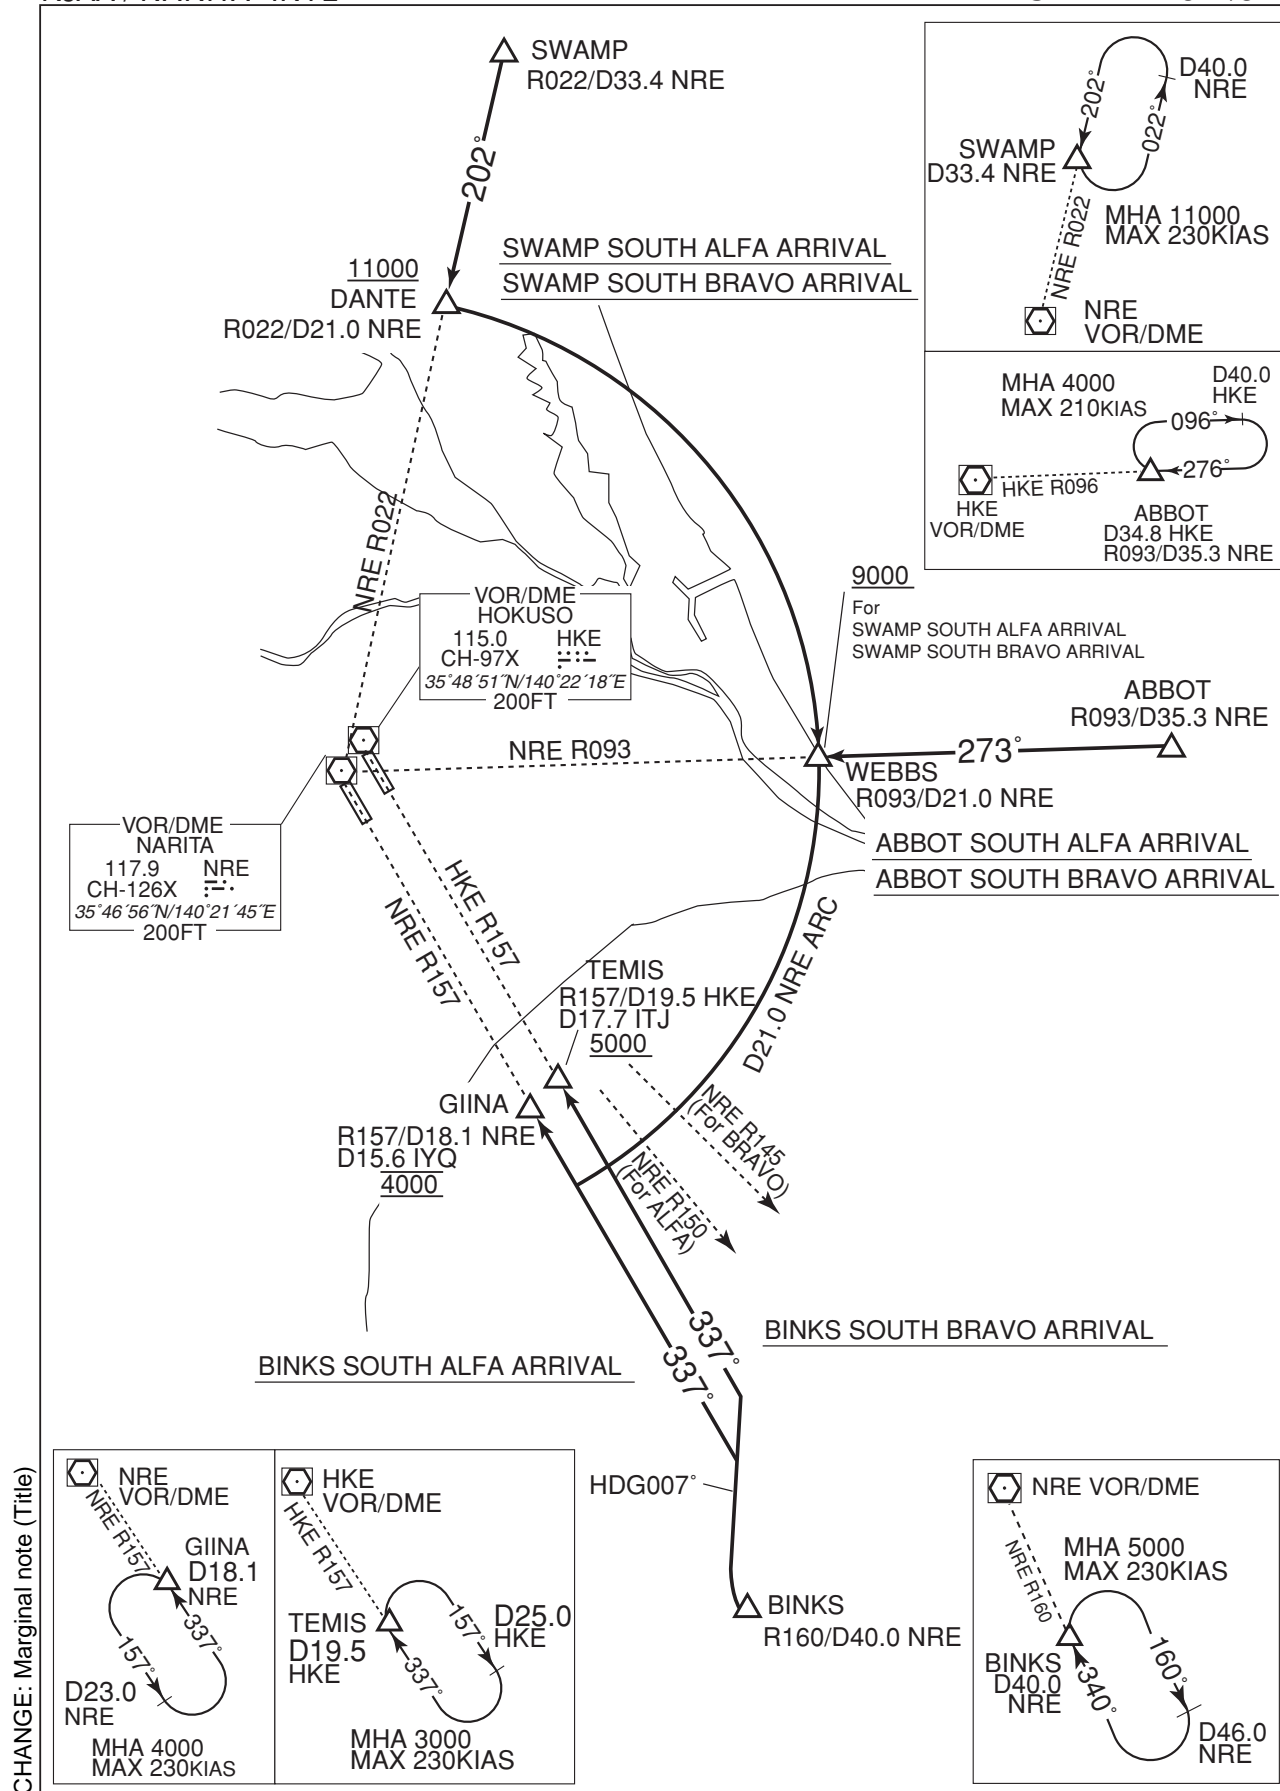 SWAMP
R022/D33.4 NRE
202°
SWAMP SOUTH ALFA ARRIVAL
SWAMP SOUTH BRAVO ARRIVAL
11000
DANTE
R022/D21.0 NRE
D40.0
NRE
202°
022°
SWAMP
D33.4 NRE
NRE R022
MHA 11000
MAX 230KIAS
NRE
VOR/DME
MHA 4000
MAX 210KIAS
D40.0
HKE
096°
276°
HKE R096
HKE
VOR/DME
ABBOT
D34.8 HKE
R093/D35.3 NRE
NRE R022
VOR/DME
HOKUSO
115.0 HKE
CH-97X
35°48´51˝N/140°22´18˝E
200FT
9000
For
SWAMP SOUTH ALFA ARRIVAL
SWAMP SOUTH BRAVO ARRIVAL
ABBOT
R093/D35.3 NRE
NRE R093
273°
WEBBS
R093/D21.0 NRE
VOR/DME
NARITA
117.9 NRE
CH-126X
35°46´56˝N/140°21´45˝E
200FT
ABBOT SOUTH ALFA ARRIVAL
ABBOT SOUTH BRAVO ARRIVAL
HKE R157
NRE R157
D21.0 NRE ARC
TEMIS
R157/D19.5 HKE
D17.7 ITJ
5000
GIINA
R157/D18.1 NRE
D15.6 IYQ
4000
NRE R145
(For BRAVO)
NRE R150
(For ALFA)
337°
337°
BINKS SOUTH BRAVO ARRIVAL
BINKS SOUTH ALFA ARRIVAL
HDG007°
BINKS
R160/D40.0 NRE
NRE
VOR/DME
NRE R157
GIINA
D18.1
NRE
337°
157°
D23.0
NRE
MHA 4000
MAX 230KIAS
HKE
VOR/DME
HKE R157
TEMIS
D19.5
HKE
157°
337°
D25.0
HKE
MHA 3000
MAX 230KIAS
NRE VOR/DME
NRE R160
MHA 5000
MAX 230KIAS
BINKS
D40.0
NRE
160°
340°
D46.0
NRE
CHANGE: Marginal note (Title)